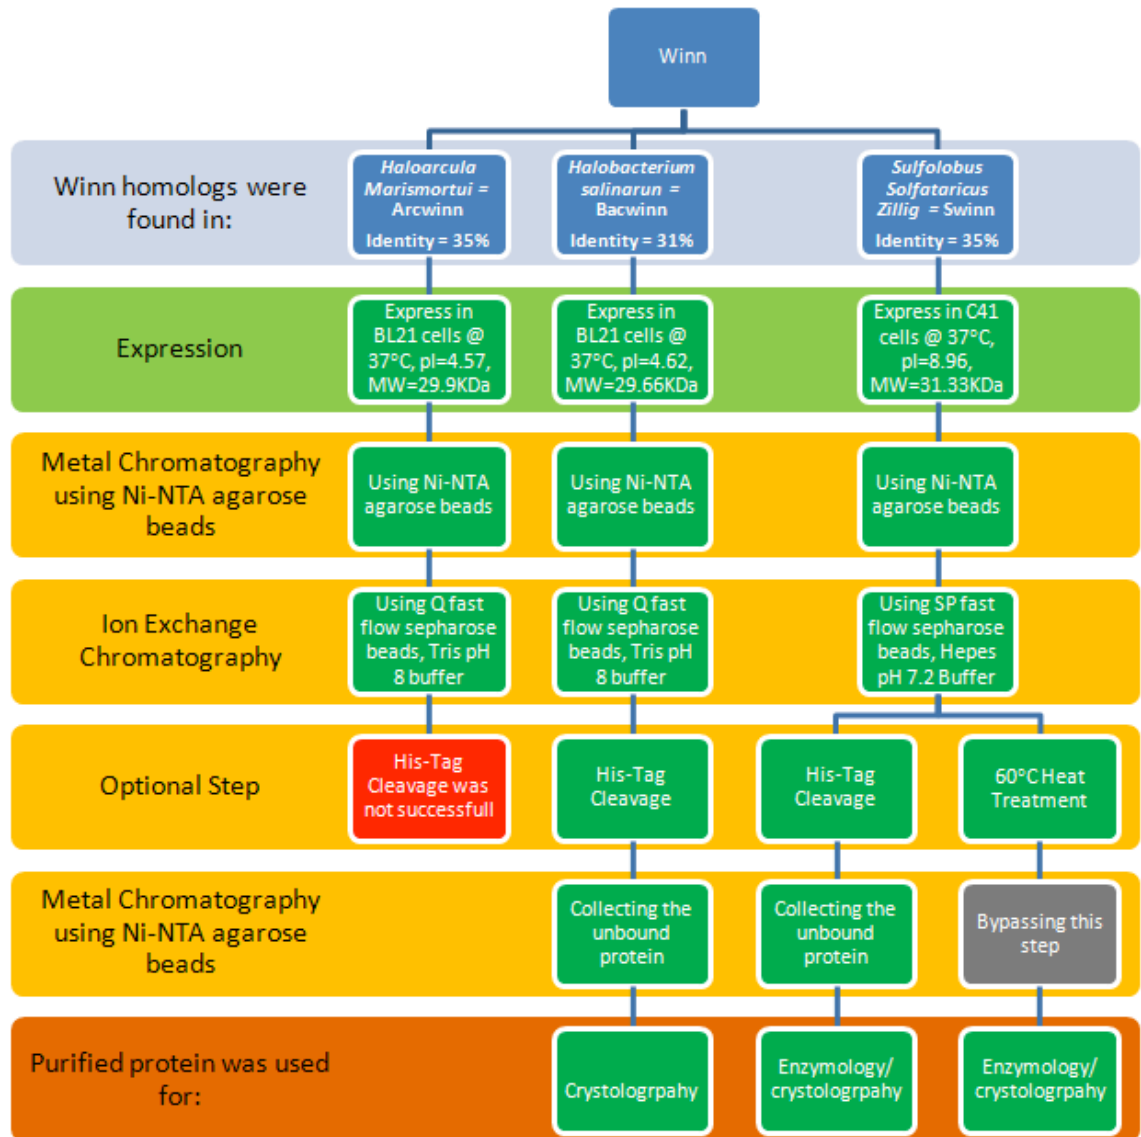 Winn
Winn homologs were
found in:
Haloarcula
Marismortui =
Arcwinn
Identity = 35%
Halobacterium
salinarun =
Bacwinn
Identity = 31%
Sulfolobus
Solfataricus
Zillig = Swinn
Identity = 35%
Expression
Express in
BL21 cells @
37°C, pI=4.57,
MW=29.9KDa
Express in
BL21 cells @
37°C, pI=4.62,
MW=29.66KDa
Express in C41
cells @ 37°C,
pI=8.96,
MW=31.33KDa
Metal Chromatography
using Ni-NTA agarose
beads
Using Ni-NTA
agarose beads
Using Ni-NTA
agarose beads
Using Ni-NTA
agarose beads
Ion Exchange
Chromatography
Using Q fast
flow sepharose
beads, Tris pH
8 buffer
Using Q fast
flow sepharose
beads, Tris pH
8 buffer
Using SP fast
flow sepharose
beads, Hepes
pH 7.2 Buffer
Optional Step
His-Tag
Cleavage was
not successfull
His-Tag
Cleavage
His-Tag
Cleavage
60°C Heat
Treatment
Metal Chromatography
using Ni-NTA agarose
beads
Collecting the
unbound
protein
Collecting the
unbound
protein
Bypassing this
step
Purified protein was used
for:
Crystologrpahy
Enzymology/
crystologrpahy
Enzymology/
crystologrpahy